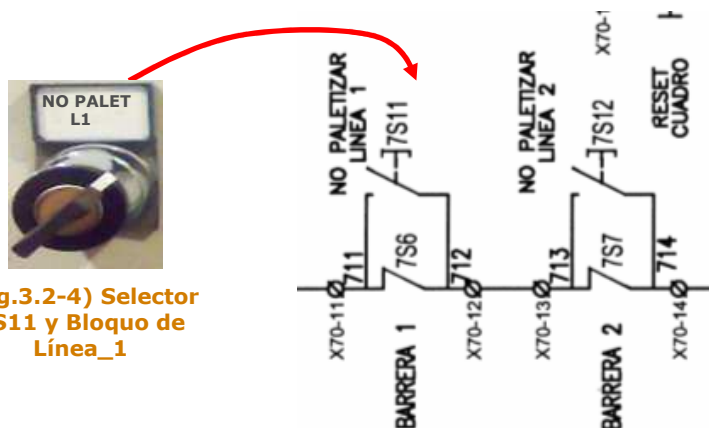 NO PALET
L1
g.3.2-4) Selector
S11 y Bloquo de
Línea_1
NO PALETIZAR
LINEA 1
7S11
711
7S6
712
X70-11
BARRERA 1
X70-12
NO PALETIZAR
LINEA 2
7S12
713
7S7
714
X70-13
BARRERA 2
X70-14
X70-1
RESET
CUADRO